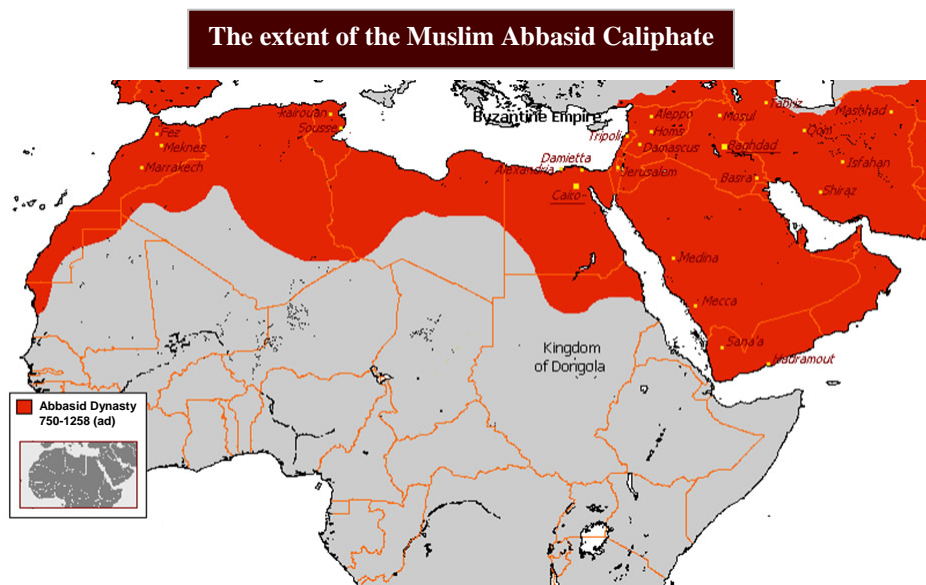 The extent of the Muslim Abbasid Caliphate
Kairouan
Sousse
Fez
Meknes
Marrakech
Byzantine Empire
Tabriz
Mashhad
Aleppo
Mosul
Tripoli
Homs
Qom
Damascus
Baghdad
Damietta
Alexandria
Jerusalem
Isfahan
Basra
Cairo
Shiraz
Medina
Mecca
Sana'a
Hadramout
Kingdom
of Dongola
Abbasid Dynasty
750-1258 (ad)